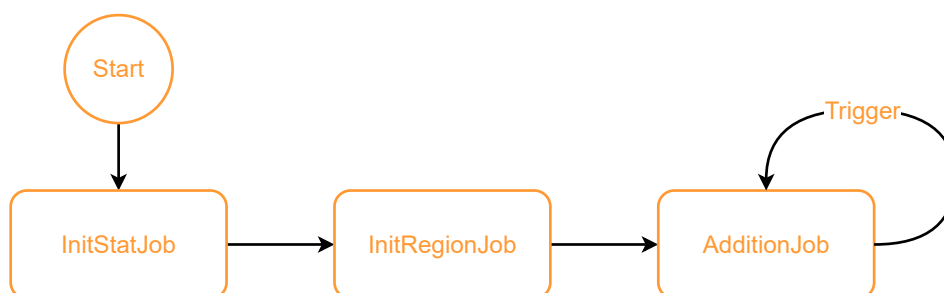 Start
Trigger
InitStatJob
InitRegionJob
AdditionJob